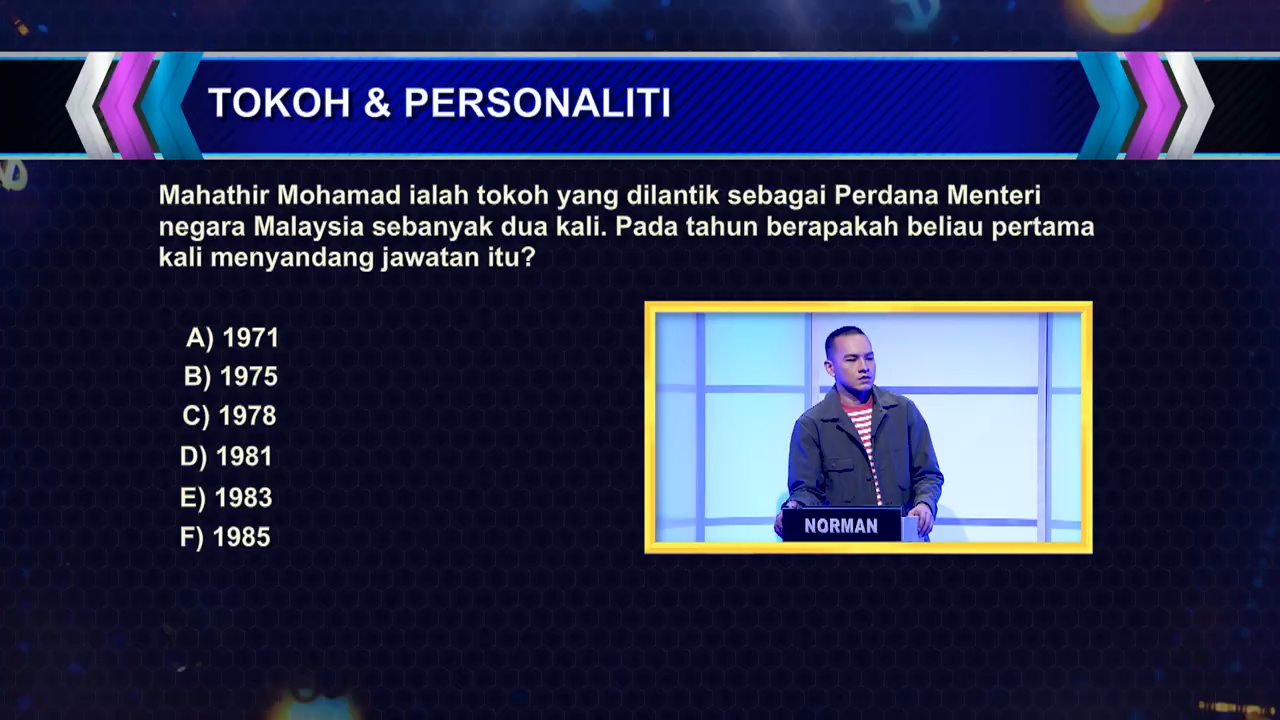 TOKOH & PERSONALITI
Mahathir Mohamad ialah tokoh yang dilantik sebagai Perdana Menteri
negara Malaysia sebanyak dua kali. Pada tahun berapakah beliau pertama
kali menyandang jawatan itu?
A) 1971
B) 1975
C) 1978
D) 1981
E) 1983
F) 1985
NORMAN